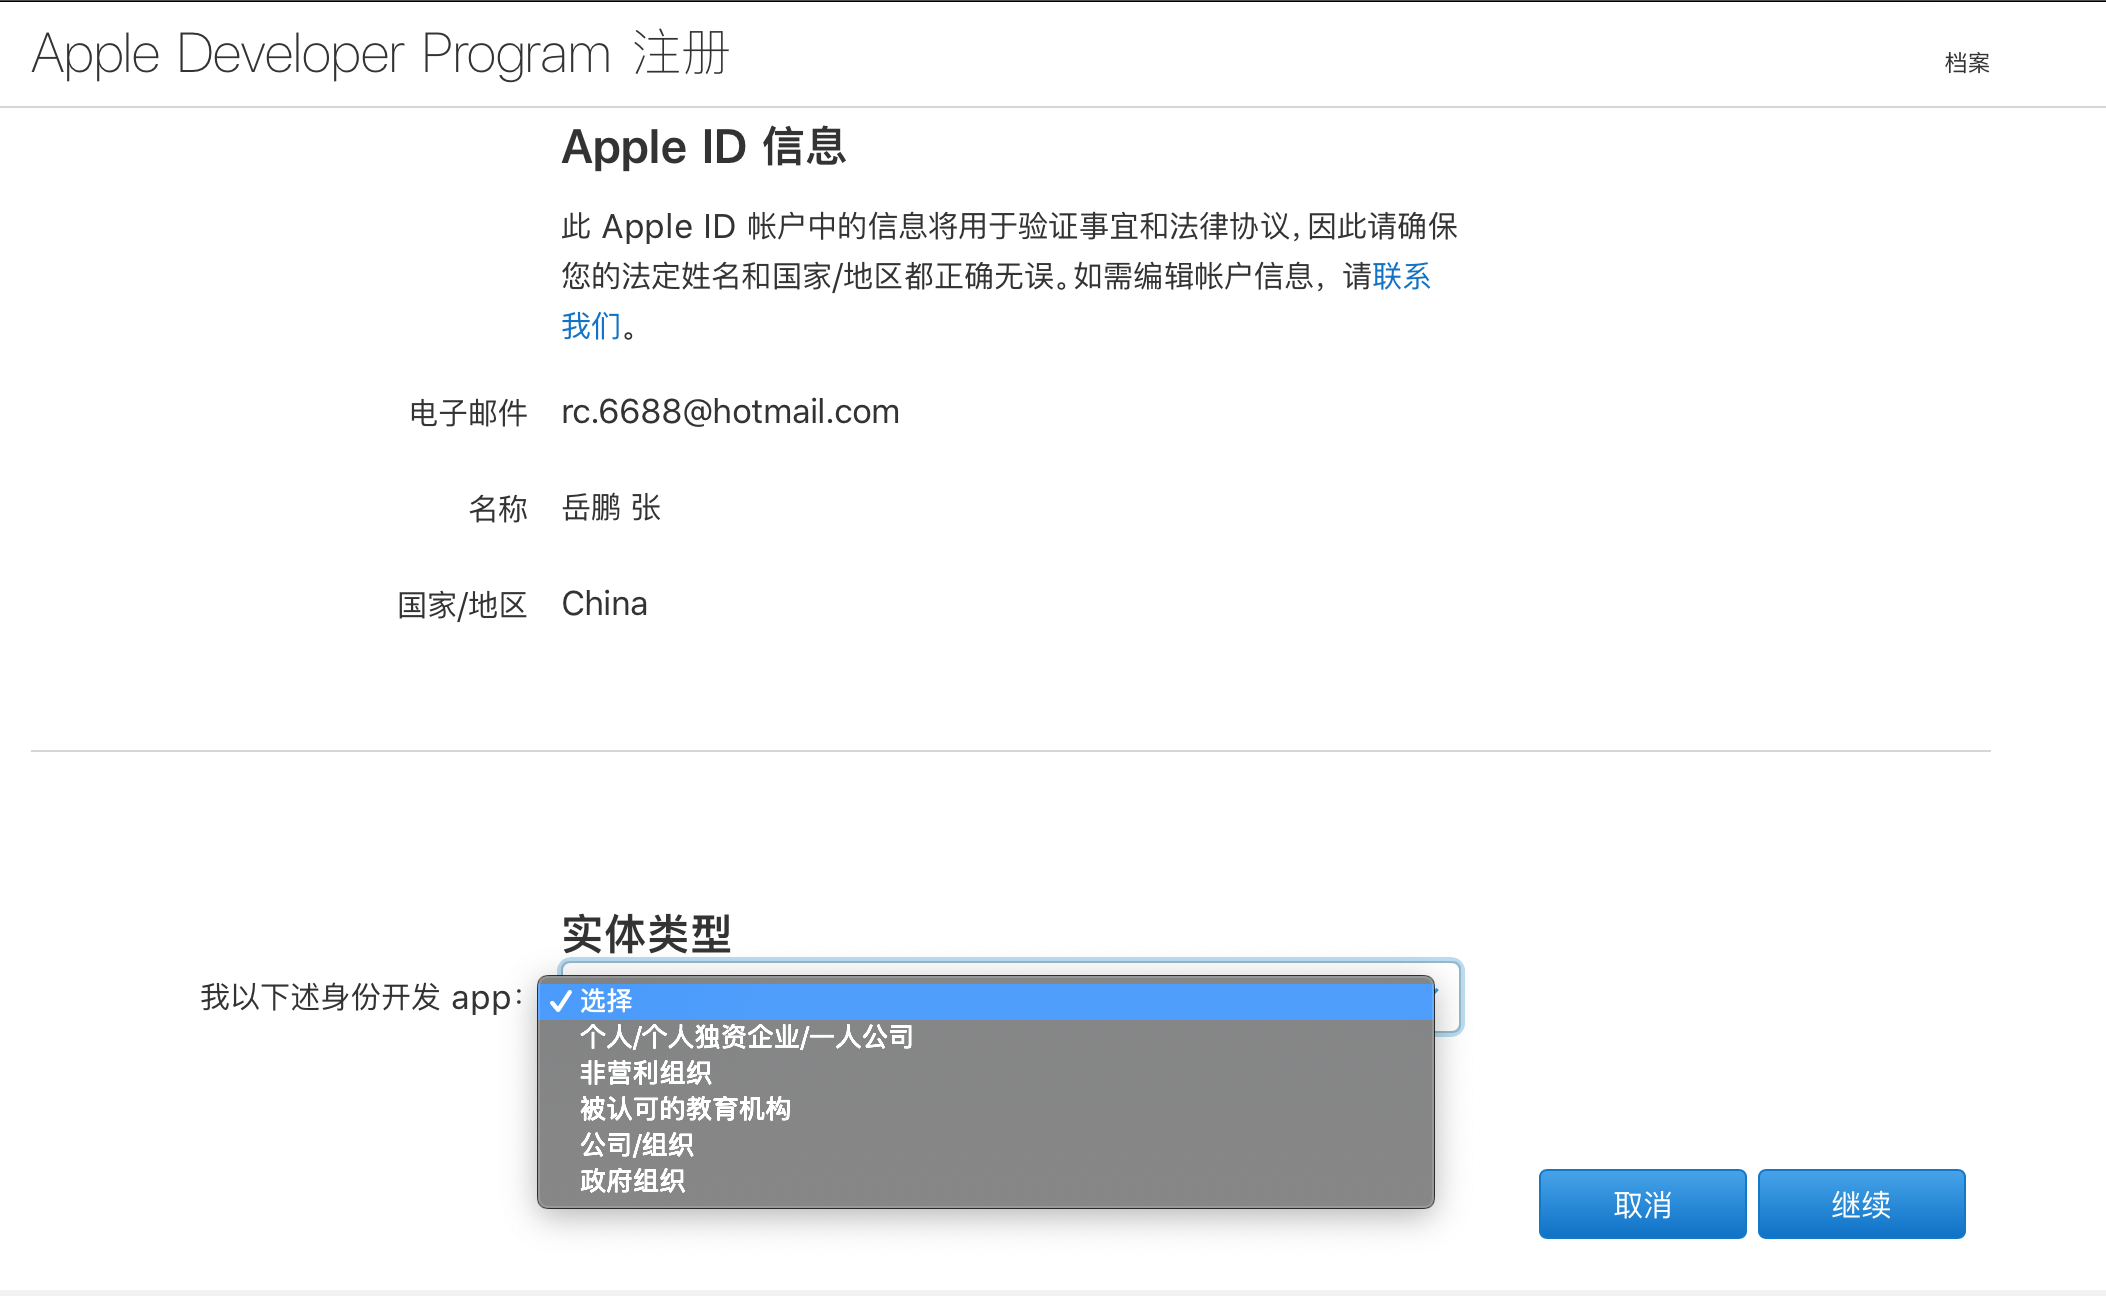 Apple Developer Program 注册
档案
Apple ID 信息
此 Apple ID 帐户中的信息将用于验证事宜和法律协议，因此请确保
您的法定姓名和国家/地区都正确无误。如需编辑帐户信息，请联系
我们。
电子邮件 rc.6688@hotmail.com
名称 岳鹏 张
国家/地区 China
实体类型
我以下述身份开发 app：
✓ 选择
个人/个人独资企业/一人公司
非营利组织
被认可的教育机构
公司/组织
政府组织
取消 继续